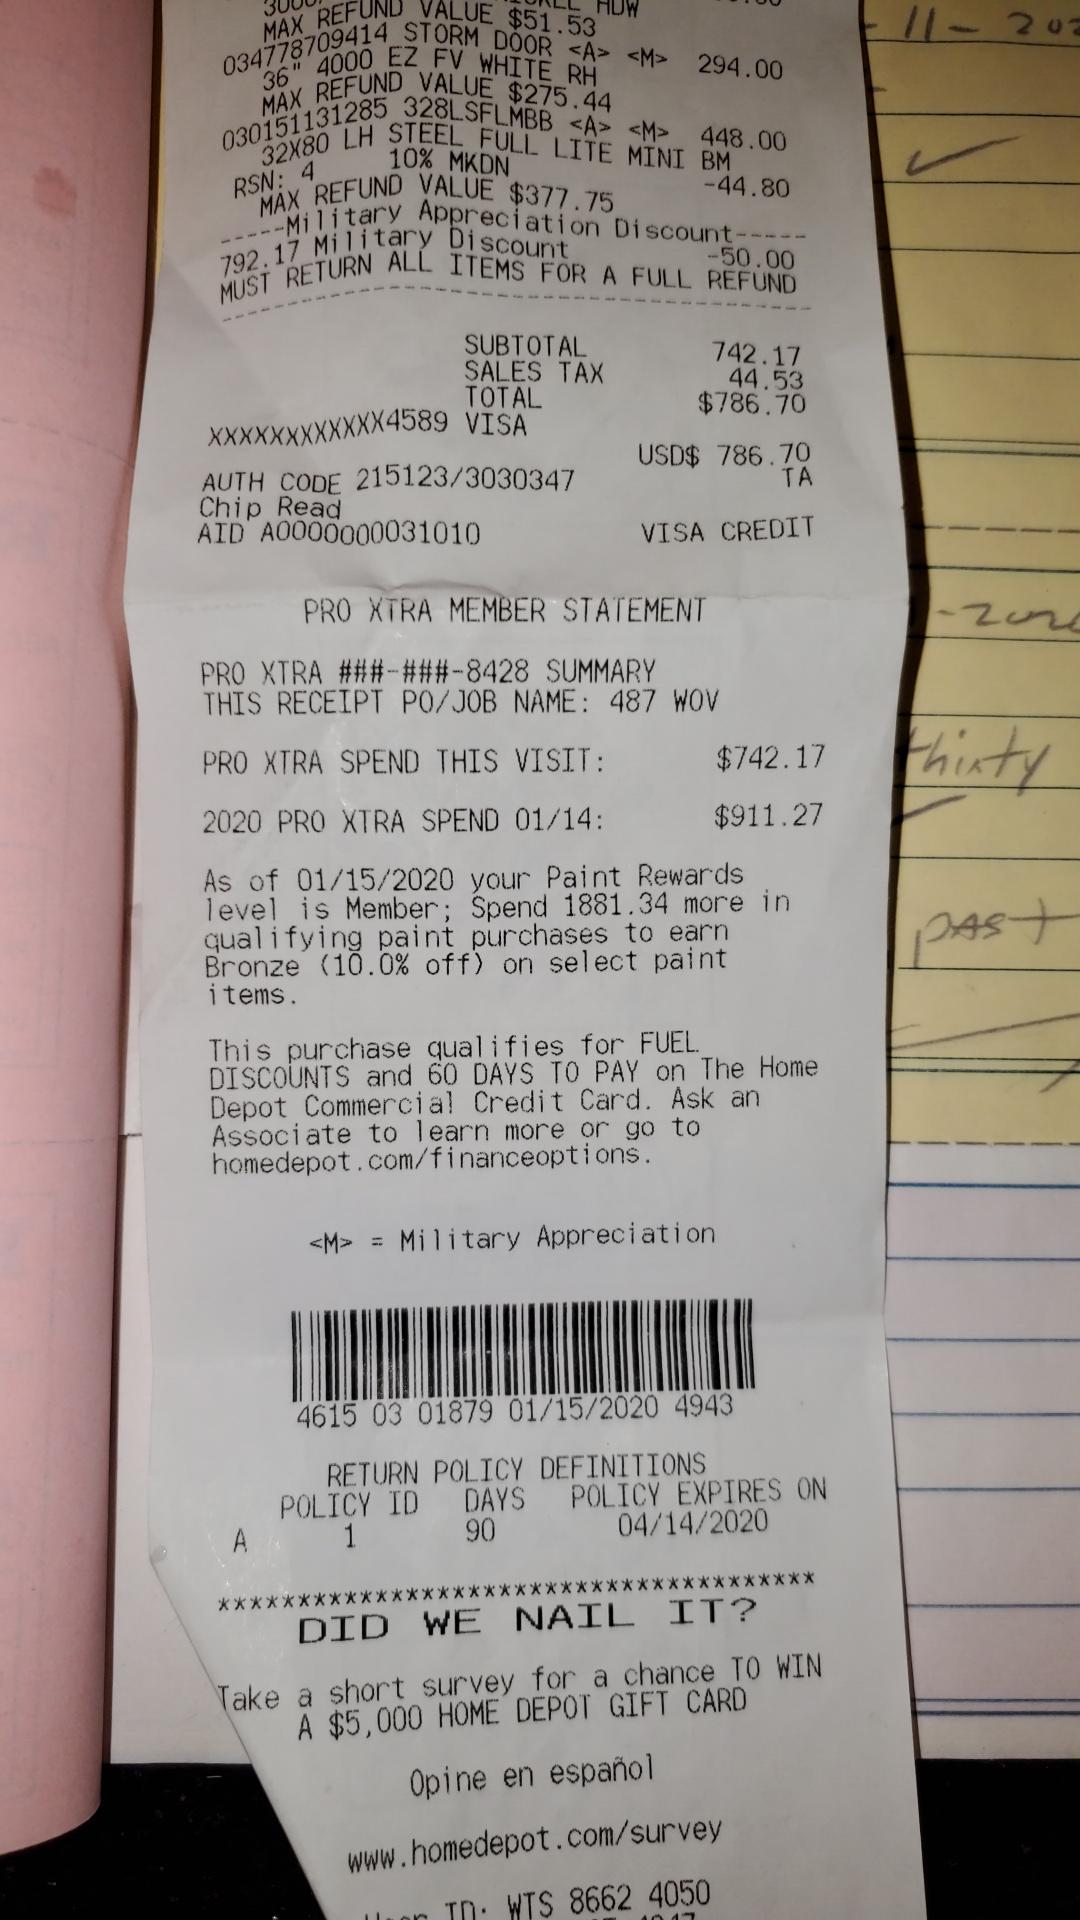 MAX REFUND VALUE $51.53
034778709414 STORM DOOR <A> <M> 294.00
36" 4000 EZ FV WHITE RH
MAX REFUND VALUE $275.44
030151131285 328LSFLMBB <A> <M> 448.00
32X80 LH STEEL FULL LITE MINI BM
RSN: 4 10% MKDN -44.80
MAX REFUND VALUE $377.75
-----Military Appreciation Discount-----
792.17 Military Discount -50.00
MUST RETURN ALL ITEMS FOR A FULL REFUND
SUBTOTAL 742.17
SALES TAX 44.53
TOTAL $786.70
XXXXXXXXXXXX4589 VISA
USD$ 786.70
AUTH CODE 215123/3030347 TA
Chip Read
AID A0000000031010 VISA CREDIT
PRO XTRA MEMBER STATEMENT
PRO XTRA ###-###-8428 SUMMARY
THIS RECEIPT PO/JOB NAME: 487 WOV
PRO XTRA SPEND THIS VISIT: $742.17
2020 PRO XTRA SPEND 01/14: $911.27
As of 01/15/2020 your Paint Rewards
level is Member; Spend 1881.34 more in
qualifying paint purchases to earn
Bronze (10.0% off) on select paint
items.
This purchase qualifies for FUEL
DISCOUNTS and 60 DAYS TO PAY on The Home
Depot Commercial Credit Card. Ask an
Associate to learn more or go to
homedepot.com/financeoptions.
<M> = Military Appreciation
4615 03 01879 01/15/2020 4943
RETURN POLICY DEFINITIONS
POLICY ID DAYS POLICY EXPIRES ON
A 1 90 04/14/2020
***************************************
DID WE NAIL IT?
Take a short survey for a chance TO WIN
A $5,000 HOME DEPOT GIFT CARD
Opine en español
www.homedepot.com/survey
User ID: WTS 8662 4050
thirty
past